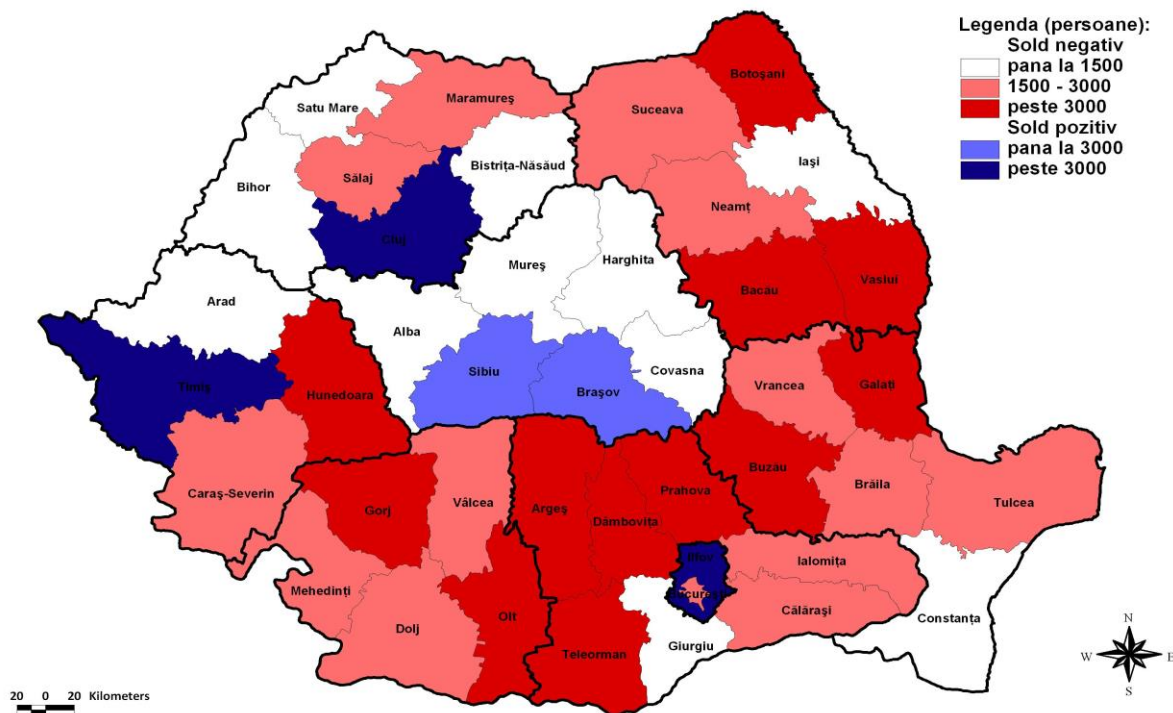 Legenda (persoane):
Sold negativ
pana la 1500
1500 - 3000
peste 3000
Sold pozitiv
pana la 3000
peste 3000
Botoşani
Satu Mare
Maramureş
Suceava
Iaşi
Bistriţa-Năsăud
Sălaj
Bihor
Neamţ
Cluj
Mureş
Harghita
Vaslui
Bacău
Arad
Alba
Sibiu
Covasna
Timiş
Hunedoara
Braşov
Vrancea
Galaţi
Buzău
Caraş-Severin
Prahova
Brăila
Tulcea
Vâlcea
Gorj
Argeş
Dâmboviţa
Ilfov
Ialomiţa
Mehedinţi
Bucureşti
Călăraşi
Constanţa
Olt
Dolj
Giurgiu
Teleorman
N
W E
S
20 0 20 Kilometers